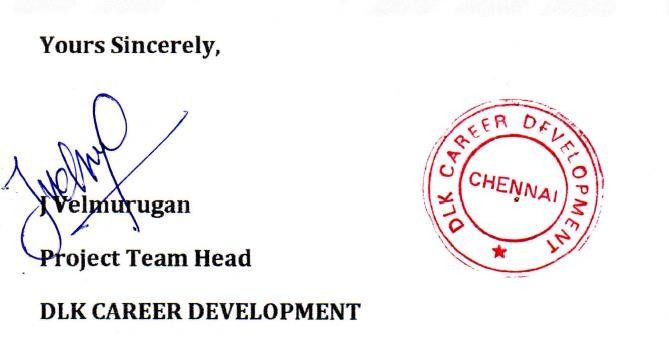 Yours Sincerely,
J Velmurugan
Project Team Head
DLK CAREER DEVELOPMENT
DLK CAREER DEVELOPMENT
CHENNAI